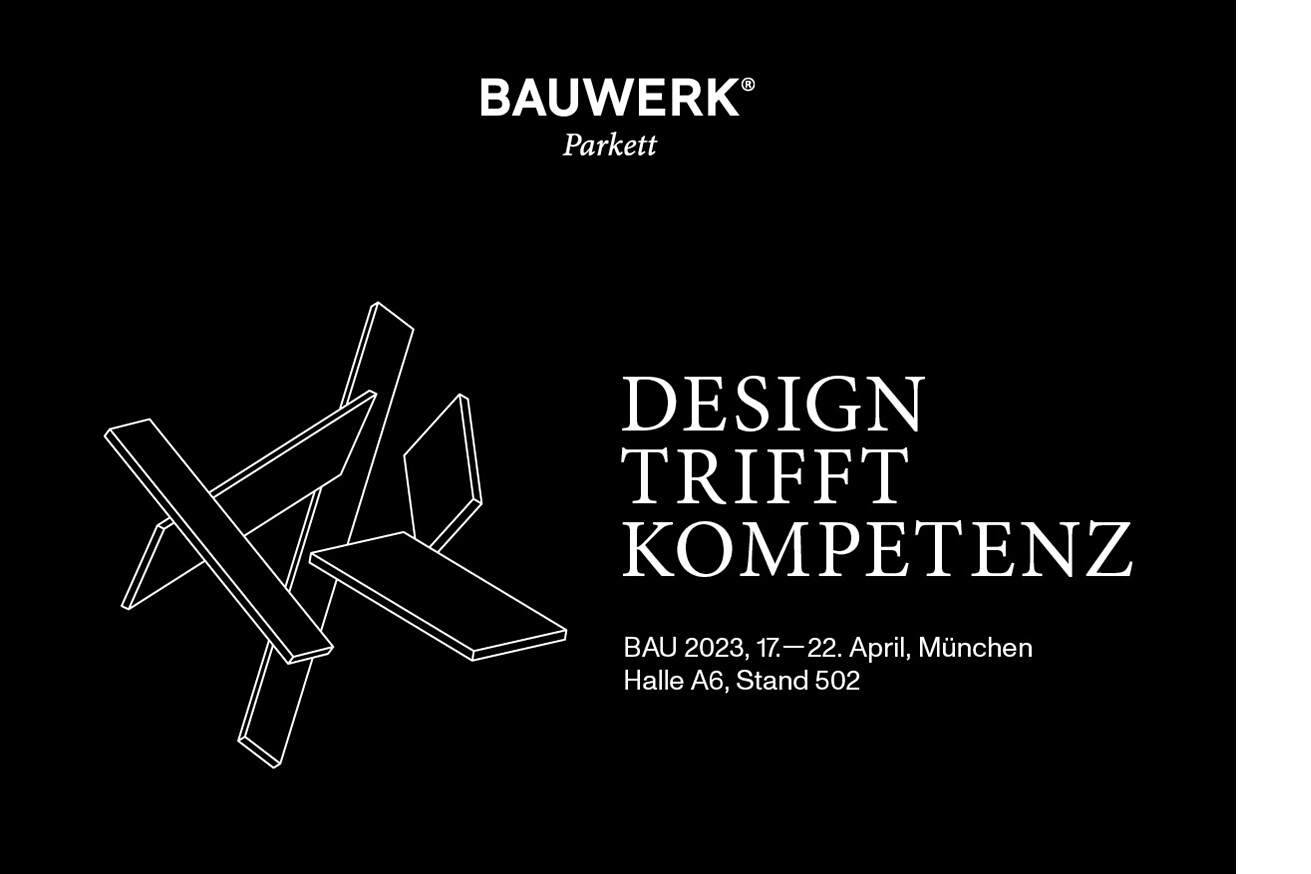 BAUWERK®
Parkett
DESIGN
TRIFFT
KOMPETENZ
BAU 2023, 17.—22. April, München
Halle A6, Stand 502